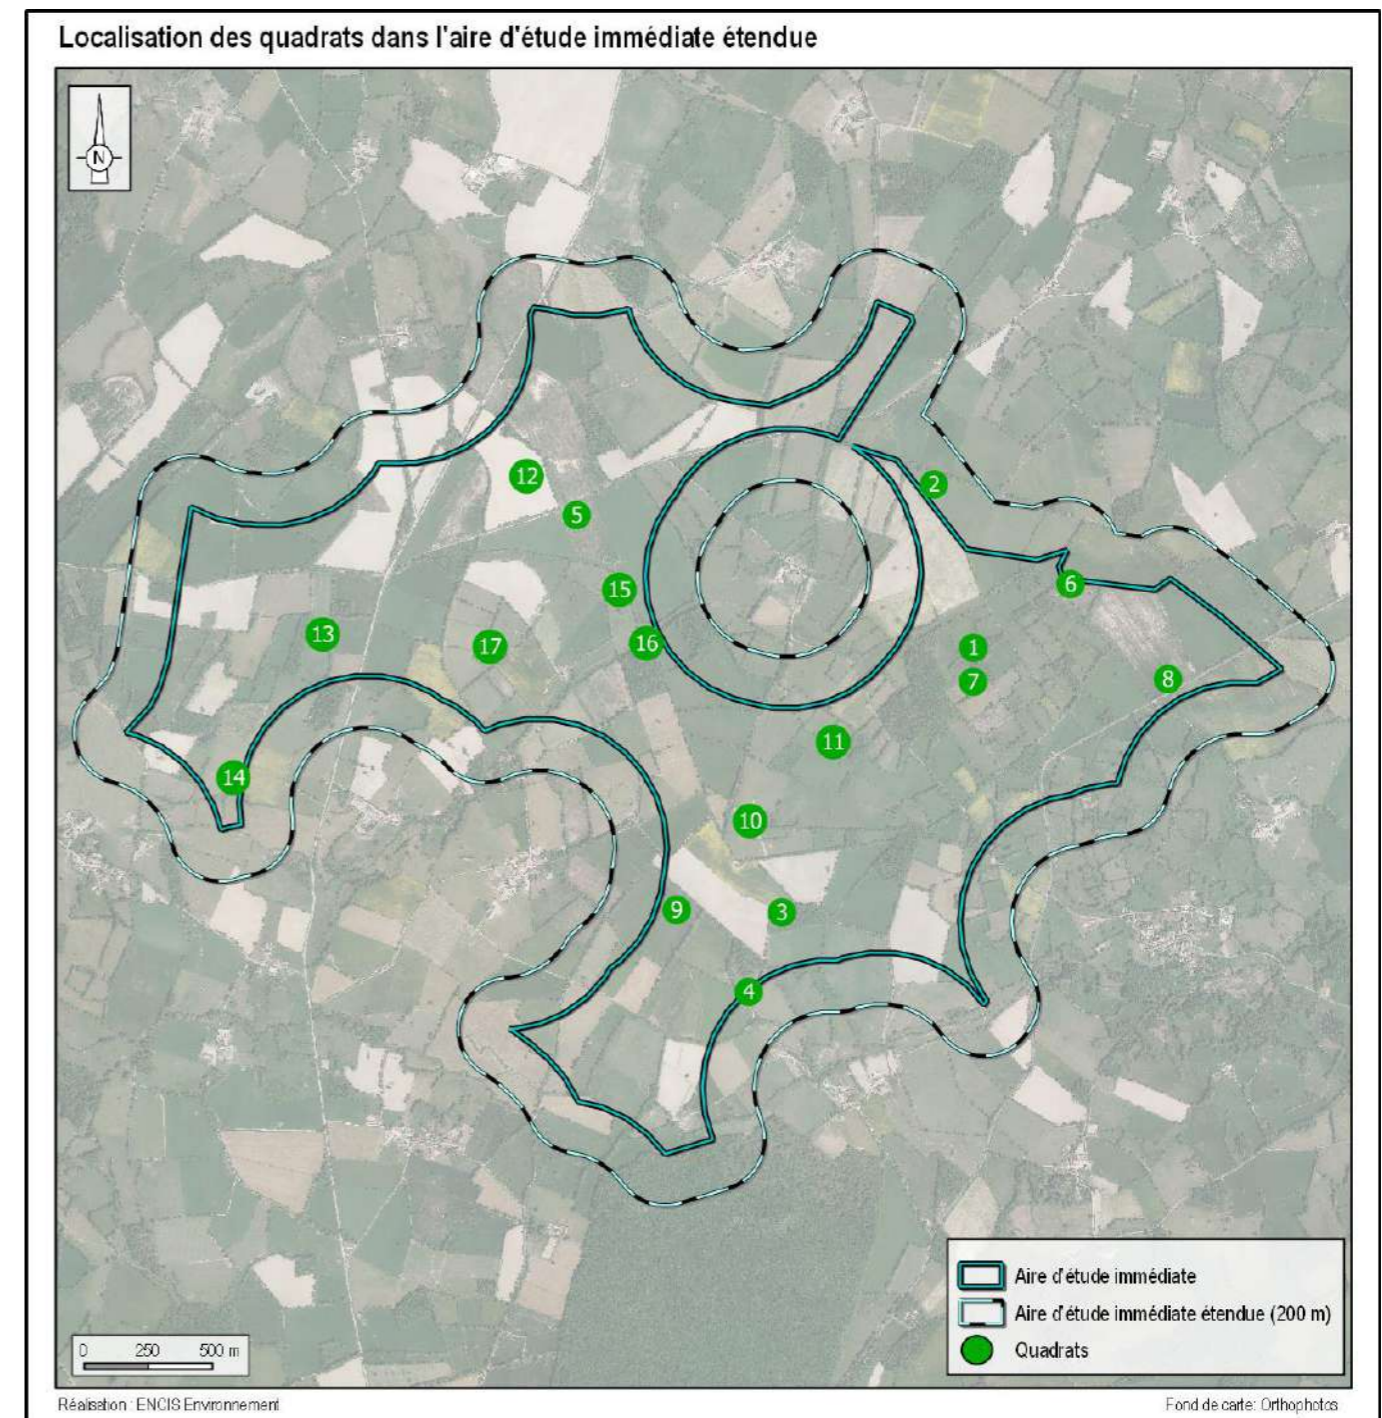 Localisation des quadrats dans l'aire d'étude immédiate étendue
N
12
2
5
6
15
13
16
17
1
7
8
11
14
10
9
3
4
Aire d'étude immédiate
Aire d'étude immédiate étendue (200 m)
Quadrats
0 250 500 m
Réalisation : ENCIS Environnement
Fond de carte: Orthophotos